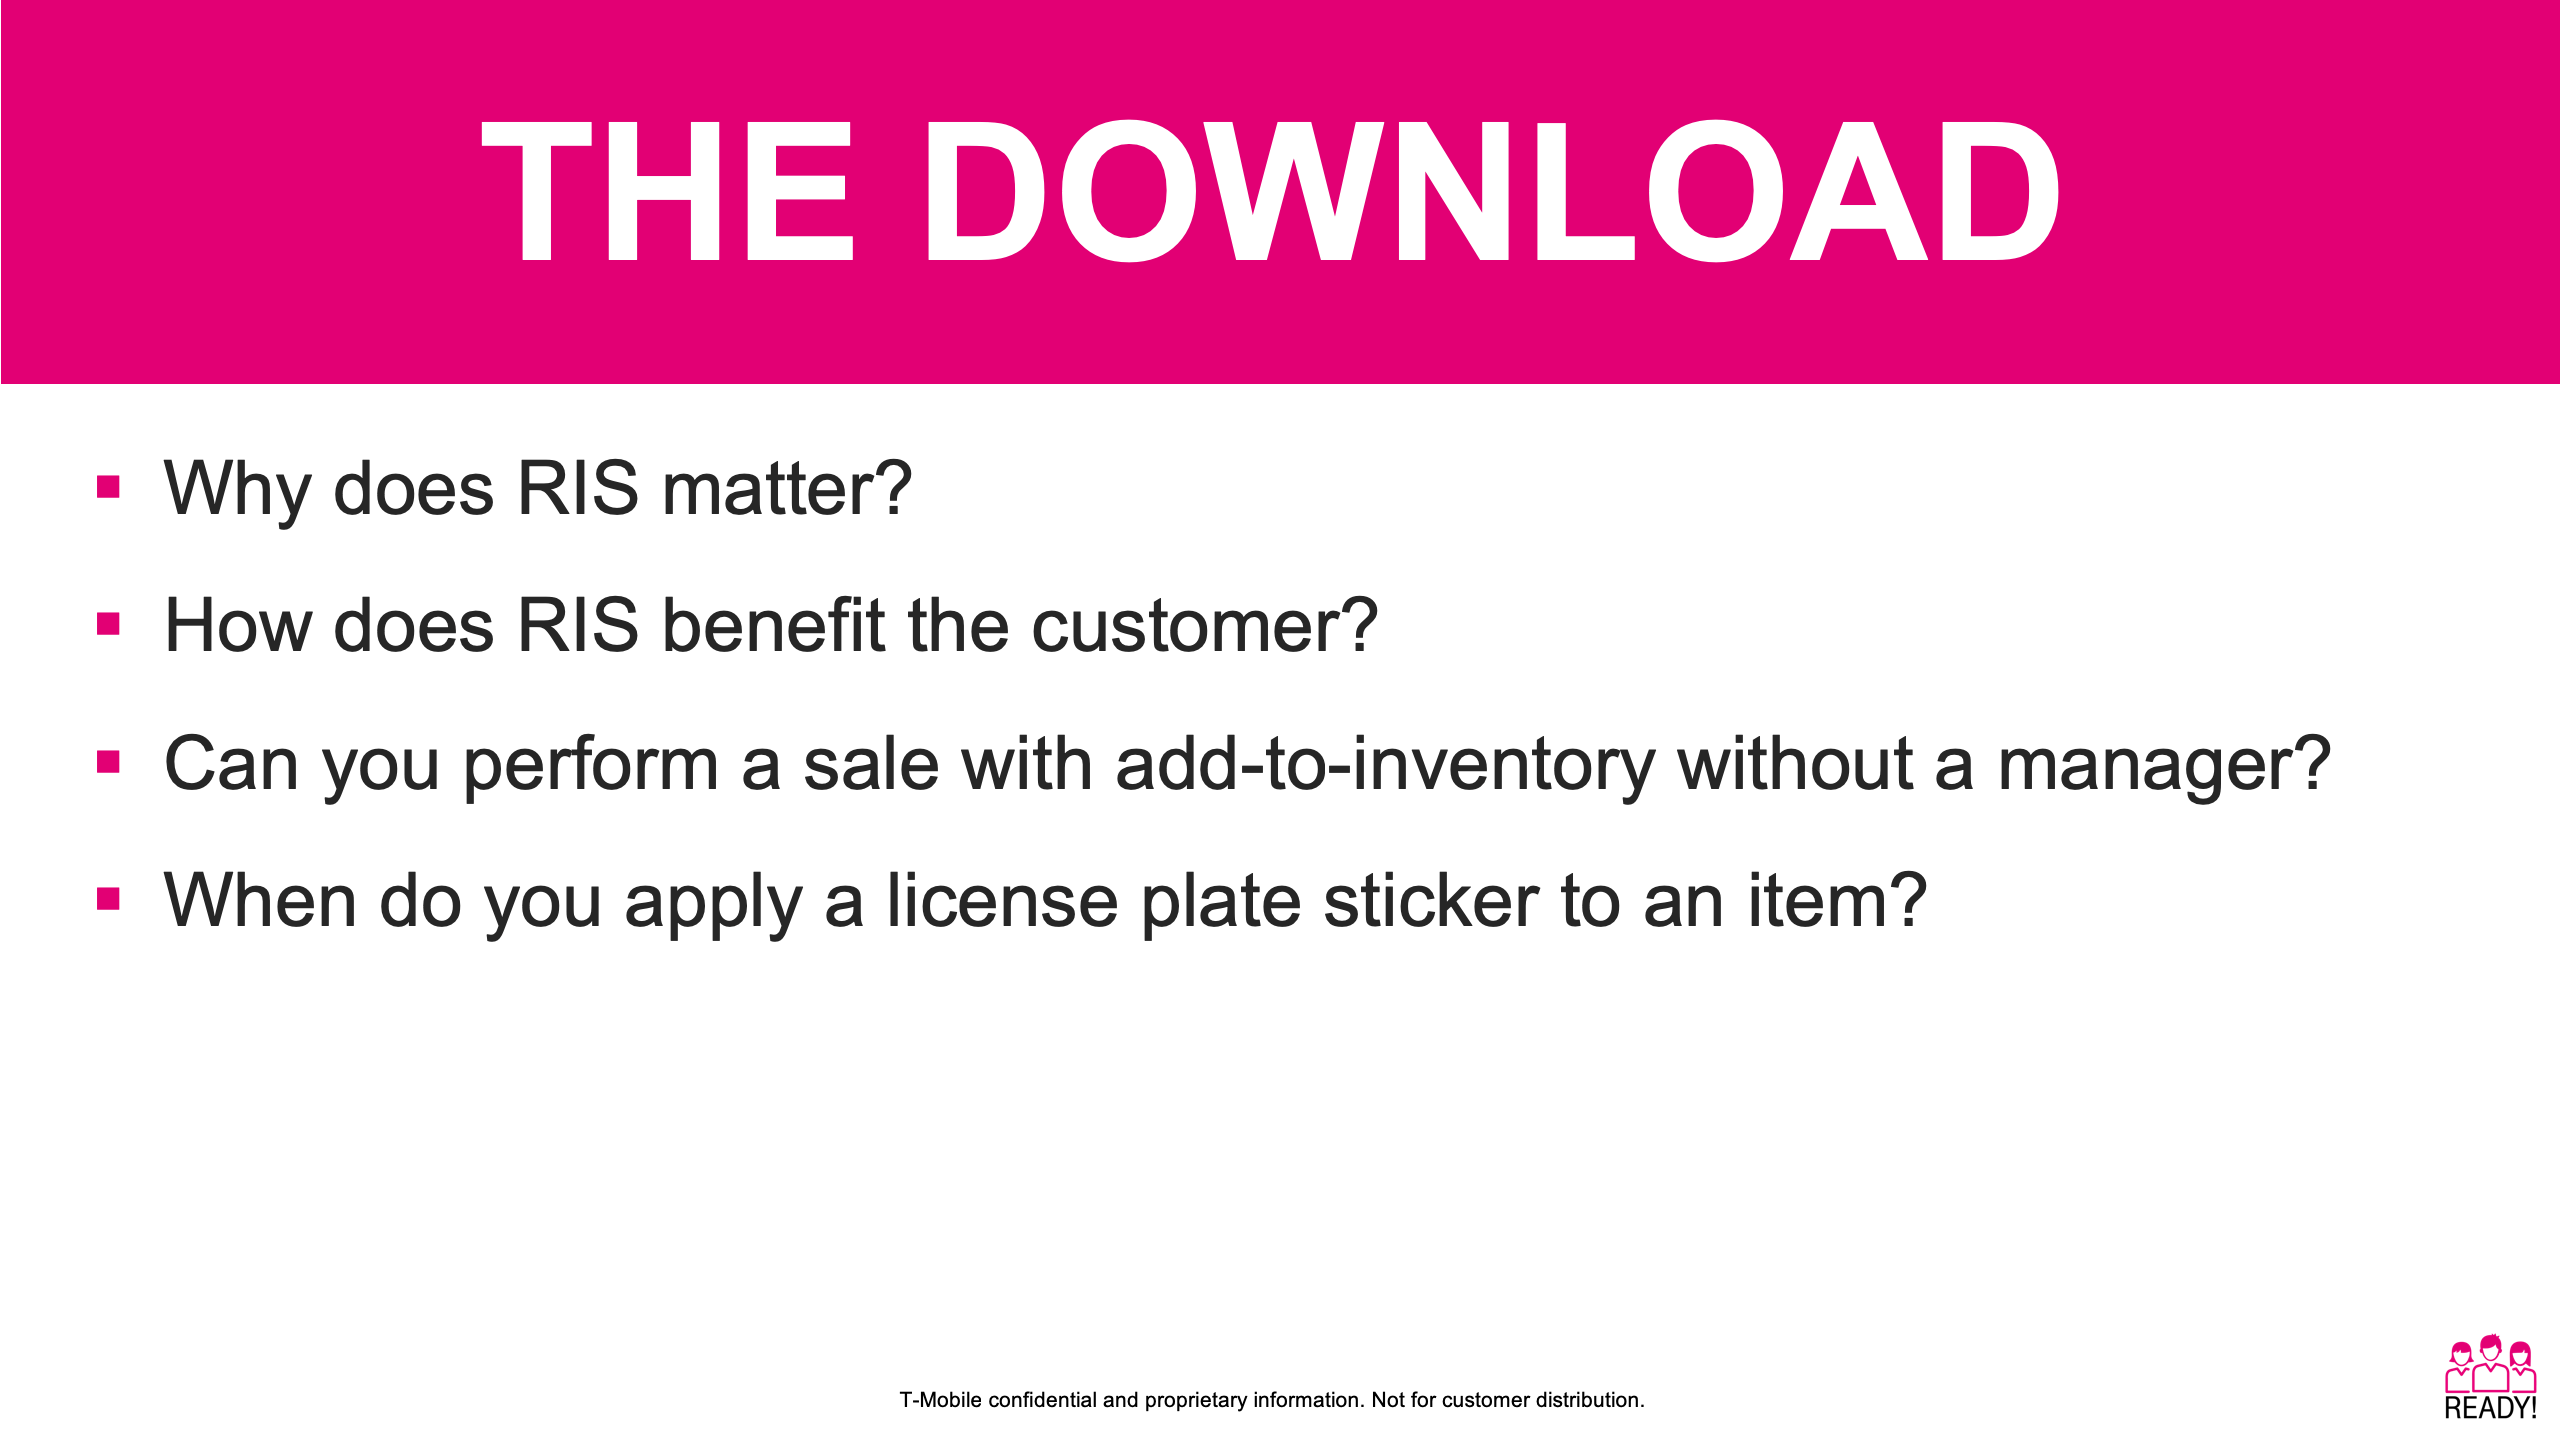 THE DOWNLOAD
Why does RIS matter?
How does RIS benefit the customer?
Can you perform a sale with add-to-inventory without a manager?
When do you apply a license plate sticker to an item?
T-Mobile confidential and proprietary information. Not for customer distribution.
READY!